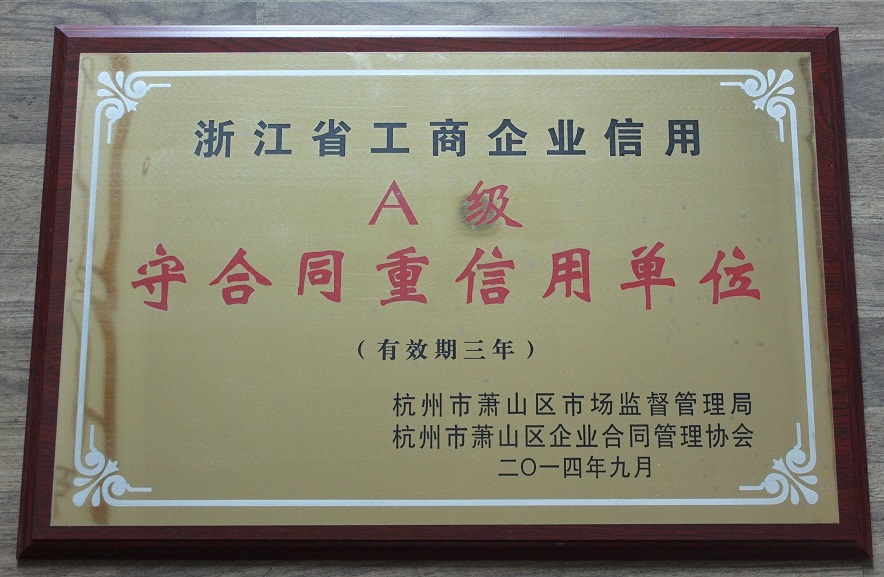 浙江省工商企业信用
A 级
守合同重信用单位
（有效期三年）
杭州市萧山区市场监督管理局
杭州市萧山区企业合同管理协会
二〇一四年九月